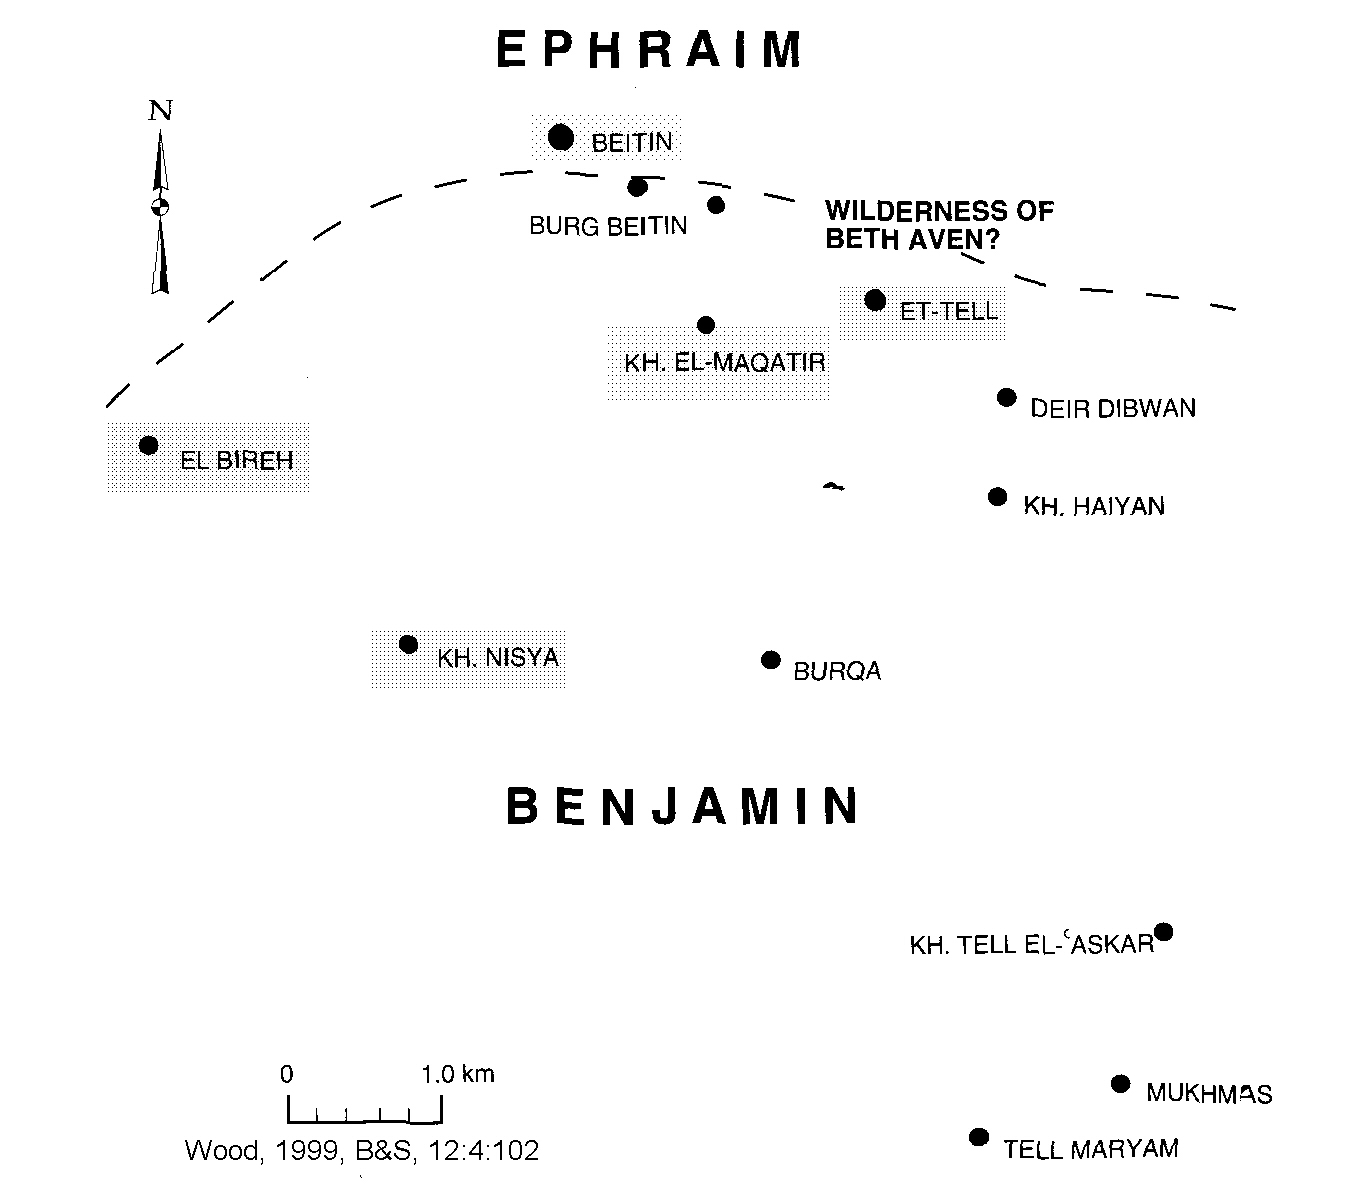 EPHRAIM
N
BEITIN
BURG BEITIN
WILDERNESS OF
BETH AVEN?
ET-TELL
KH. EL-MAQATIR
DEIR DIBWAN
EL BIREH
KH. HAIYAN
KH. NISYA
BURQA
BENJAMIN
KH. TELL EL-ʿASKAR
0 1.0 km
MUKHMAS
Wood, 1999, B&S, 12:4:102
TELL MARYAM